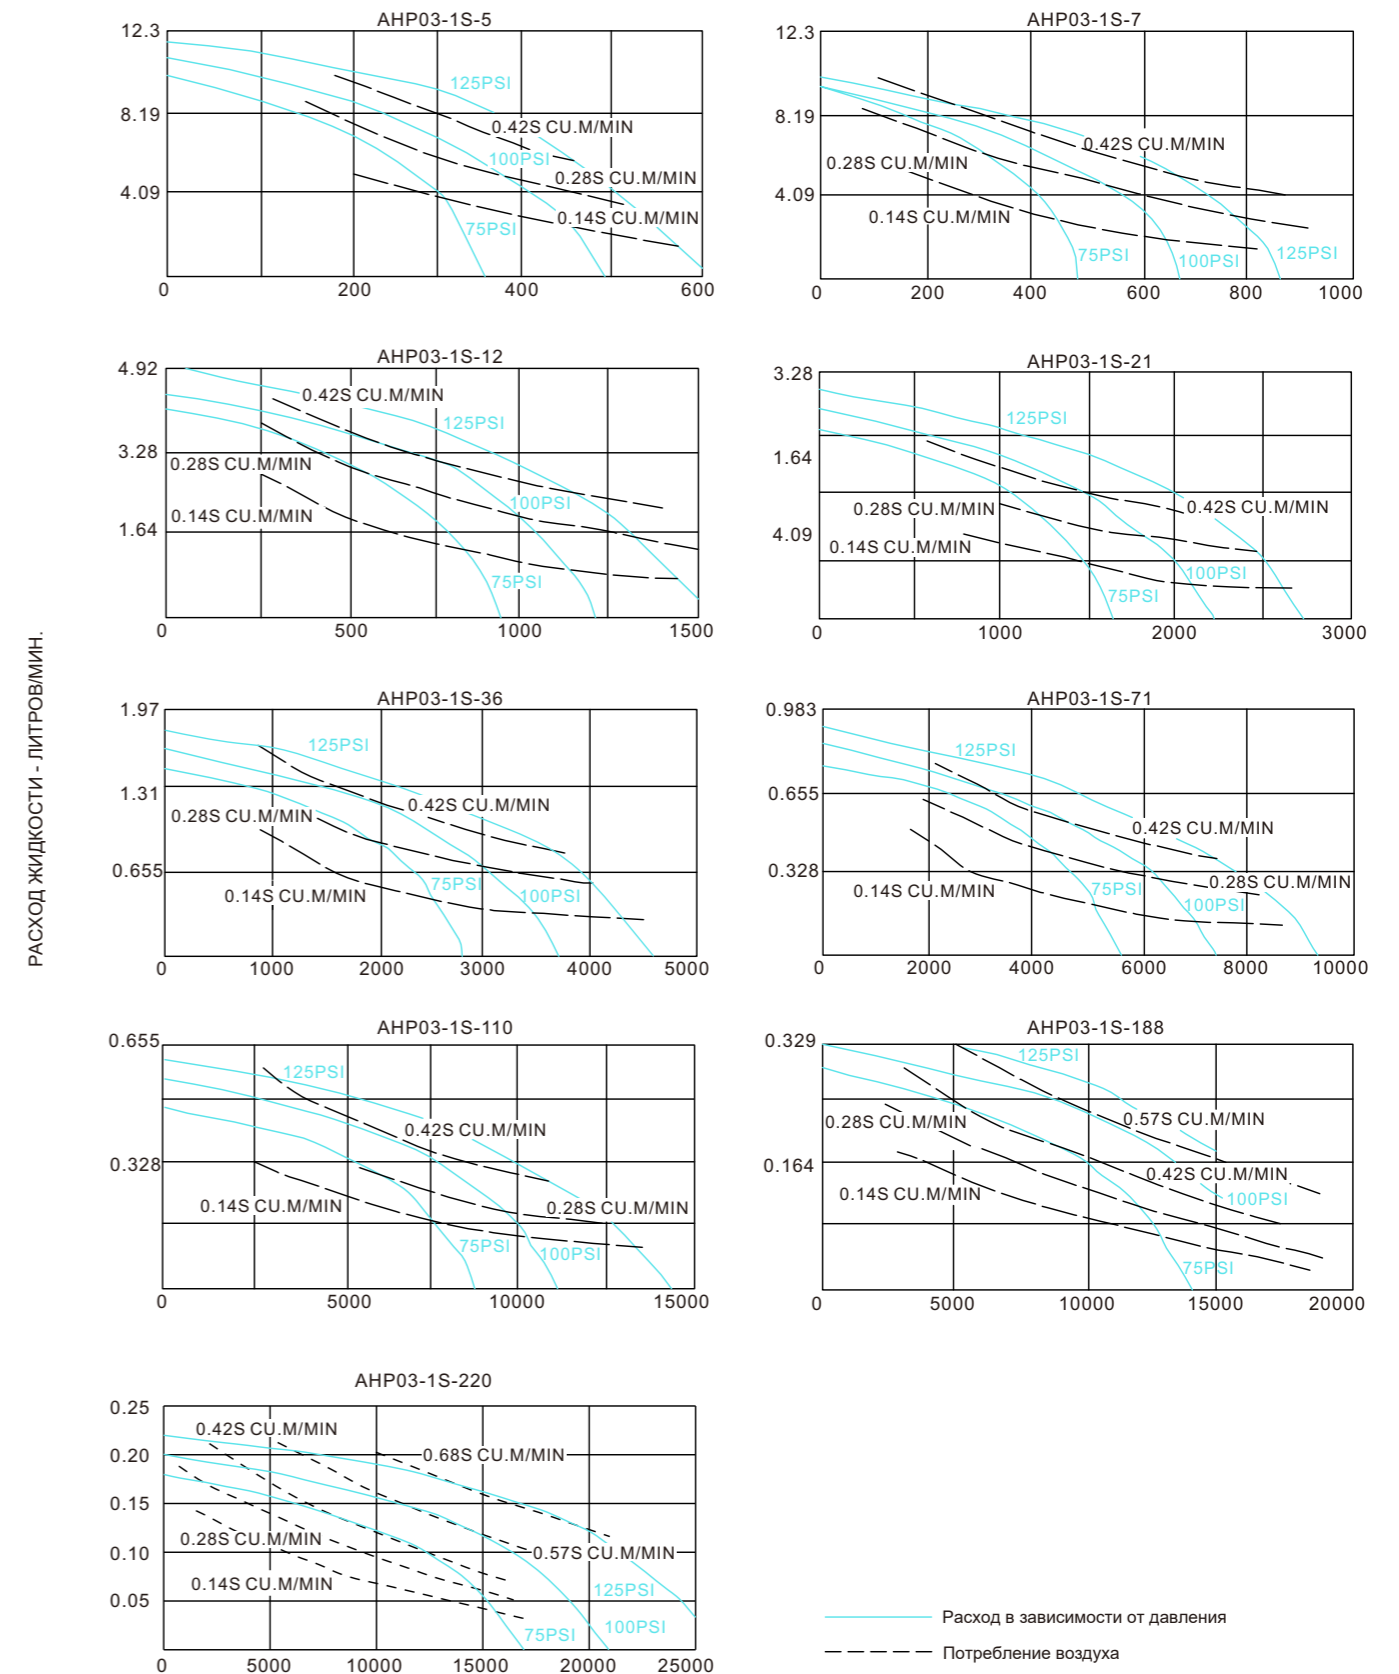 РАСХОД ЖИДКОСТИ - ЛИТРОВ/МИН.
AHP03-1S-5
12.3
8.19
4.09
125PSI
0.42S CU.M/MIN
100PSI
0.28S CU.M/MIN
0.14S CU.M/MIN
75PSI
0 200 400 600
AHP03-1S-7
12.3
8.19
4.09
0.42S CU.M/MIN
0.28S CU.M/MIN
0.14S CU.M/MIN
75PSI
100PSI
125PSI
0 200 400 600 800 1000
AHP03-1S-12
4.92
3.28
1.64
0.42S CU.M/MIN
125PSI
0.28S CU.M/MIN
100PSI
0.14S CU.M/MIN
75PSI
0 500 1000 1500
AHP03-1S-21
3.28
1.64
4.09
125PSI
0.28S CU.M/MIN
0.42S CU.M/MIN
0.14S CU.M/MIN
100PSI
75PSI
0 1000 2000 3000
AHP03-1S-36
1.97
1.31
0.655
125PSI
0.42S CU.M/MIN
0.28S CU.M/MIN
75PSI
0.14S CU.M/MIN
100PSI
0 1000 2000 3000 4000 5000
AHP03-1S-71
0.983
0.655
0.328
125PSI
0.42S CU.M/MIN
0.28S CU.M/MIN
0.14S CU.M/MIN
75PSI
100PSI
0 2000 4000 6000 8000 10000
AHP03-1S-110
0.655
0.328
125PSI
0.42S CU.M/MIN
0.14S CU.M/MIN
0.28S CU.M/MIN
75PSI
100PSI
0 5000 10000 15000
AHP03-1S-188
0.329
0.164
125PSI
0.28S CU.M/MIN
0.57S CU.M/MIN
0.42S CU.M/MIN
0.14S CU.M/MIN
100PSI
75PSI
0 5000 10000 15000 20000
AHP03-1S-220
0.25
0.20
0.15
0.10
0.05
0.42S CU.M/MIN
0.68S CU.M/MIN
0.28S CU.M/MIN
0.57S CU.M/MIN
0.14S CU.M/MIN
125PSI
100PSI
75PSI
0 5000 10000 15000 20000 25000
Расход в зависимости от давления
Потребление воздуха